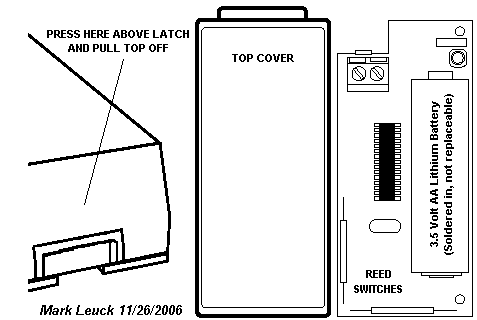 PRESS HERE ABOVE LATCH
AND PULL TOP OFF
TOP COVER
3.5 Volt AA Lithium Battery
(Soldered in, not replaceable)
REED
SWITCHES
Mark Leuck 11/26/2006